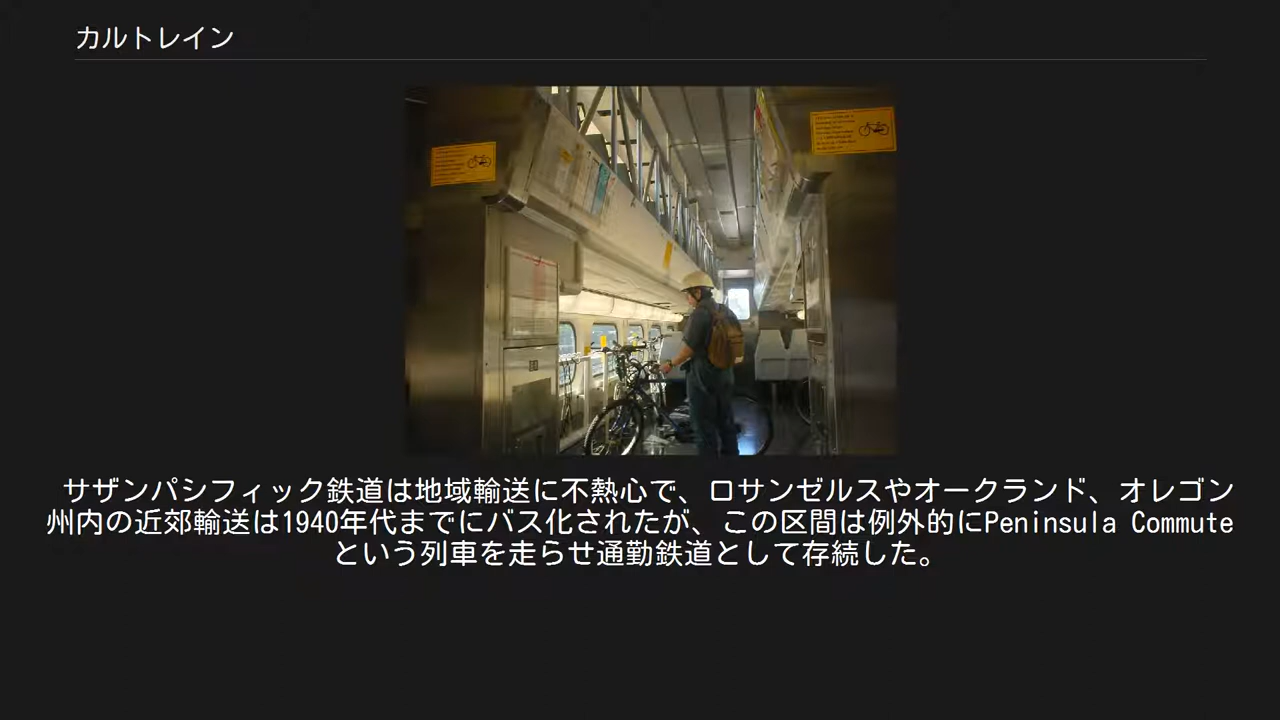 カルトレイン
サザンパシフィック鉄道は地域輸送に不熱心で、ロサンゼルスやオークランド、オレゴン
州内の近郊輸送は1940年代までにバス化されたが、この区間は例外的にPeninsula Commute
という列車を走らせ通勤鉄道として存続した。